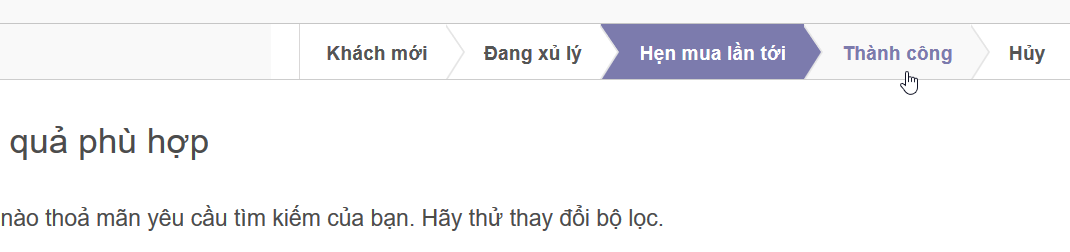 Khách mới Đang xủ lý Hẹn mua lần tới Thành công Hủy
quả phù hợp
nào thoả mãn yêu cầu tìm kiếm của bạn. Hãy thử thay đổi bộ lọc.